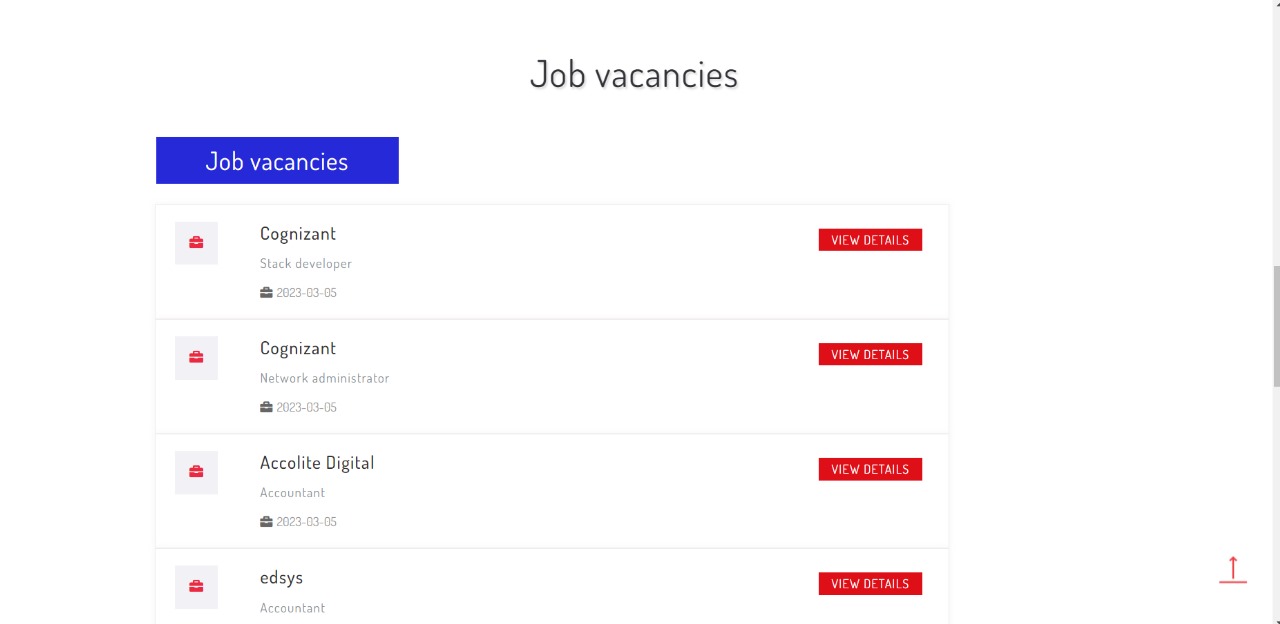 Job vacancies
Job vacancies
Cognizant
VIEW DETAILS
Stack developer
2023-03-05
Cognizant
VIEW DETAILS
Network administrator
2023-03-05
Accolite Digital
VIEW DETAILS
Accountant
2023-03-05
edsys
VIEW DETAILS
Accountant